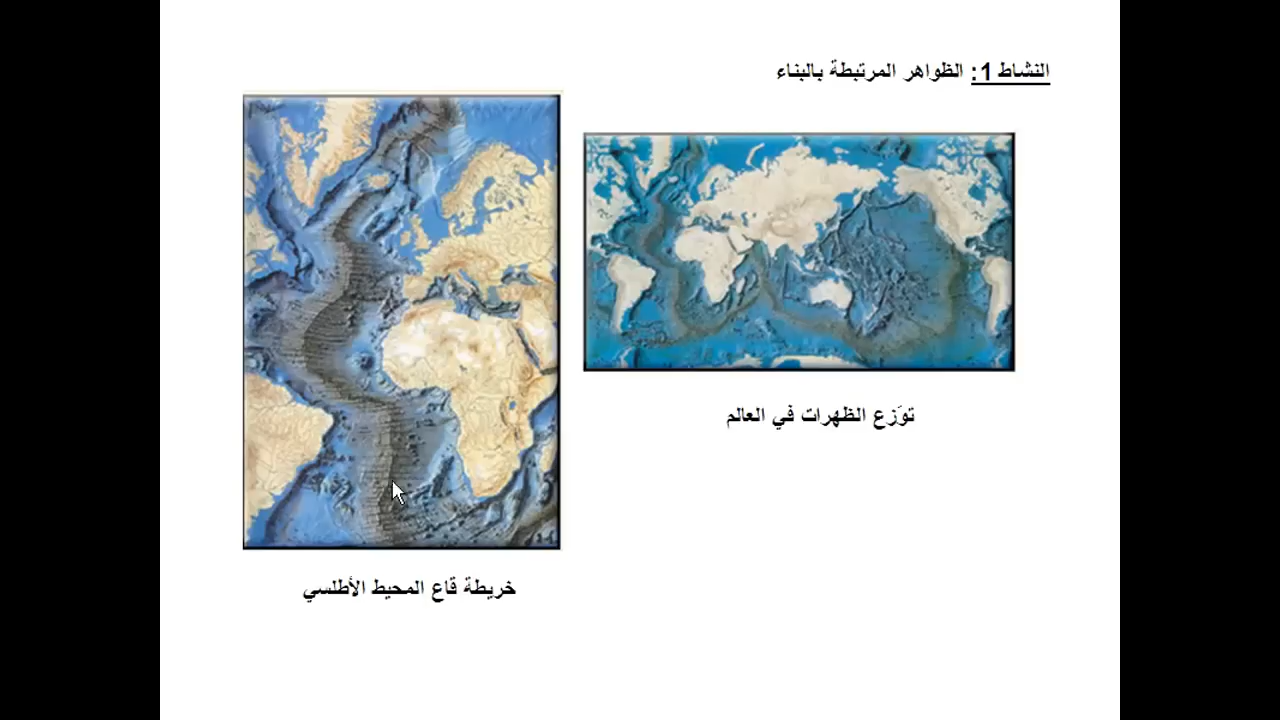 النشاط 1: الظواهر المرتبطة بالبناء
توّزع الظهرات في العالم
خريطة قاع المحيط الأطلسي